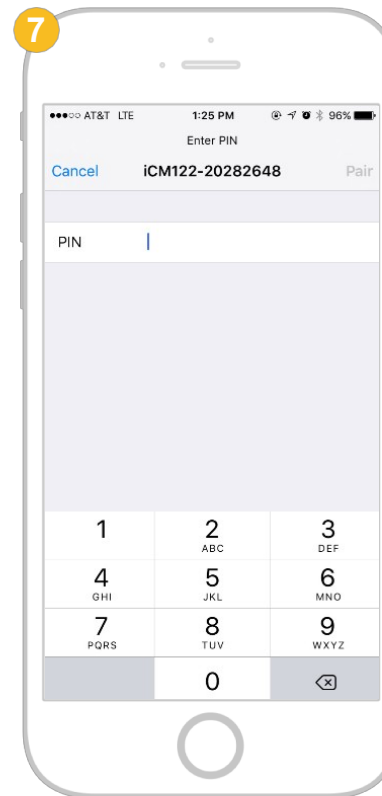 7
AT&T LTE 1:25 PM 96%
Enter PIN
Cancel iCM122-20282648 Pair
PIN
1 2 3
ABC DEF
4 5 6
GHI JKL MNO
7 8 9
PQRS TUV WXYZ
0